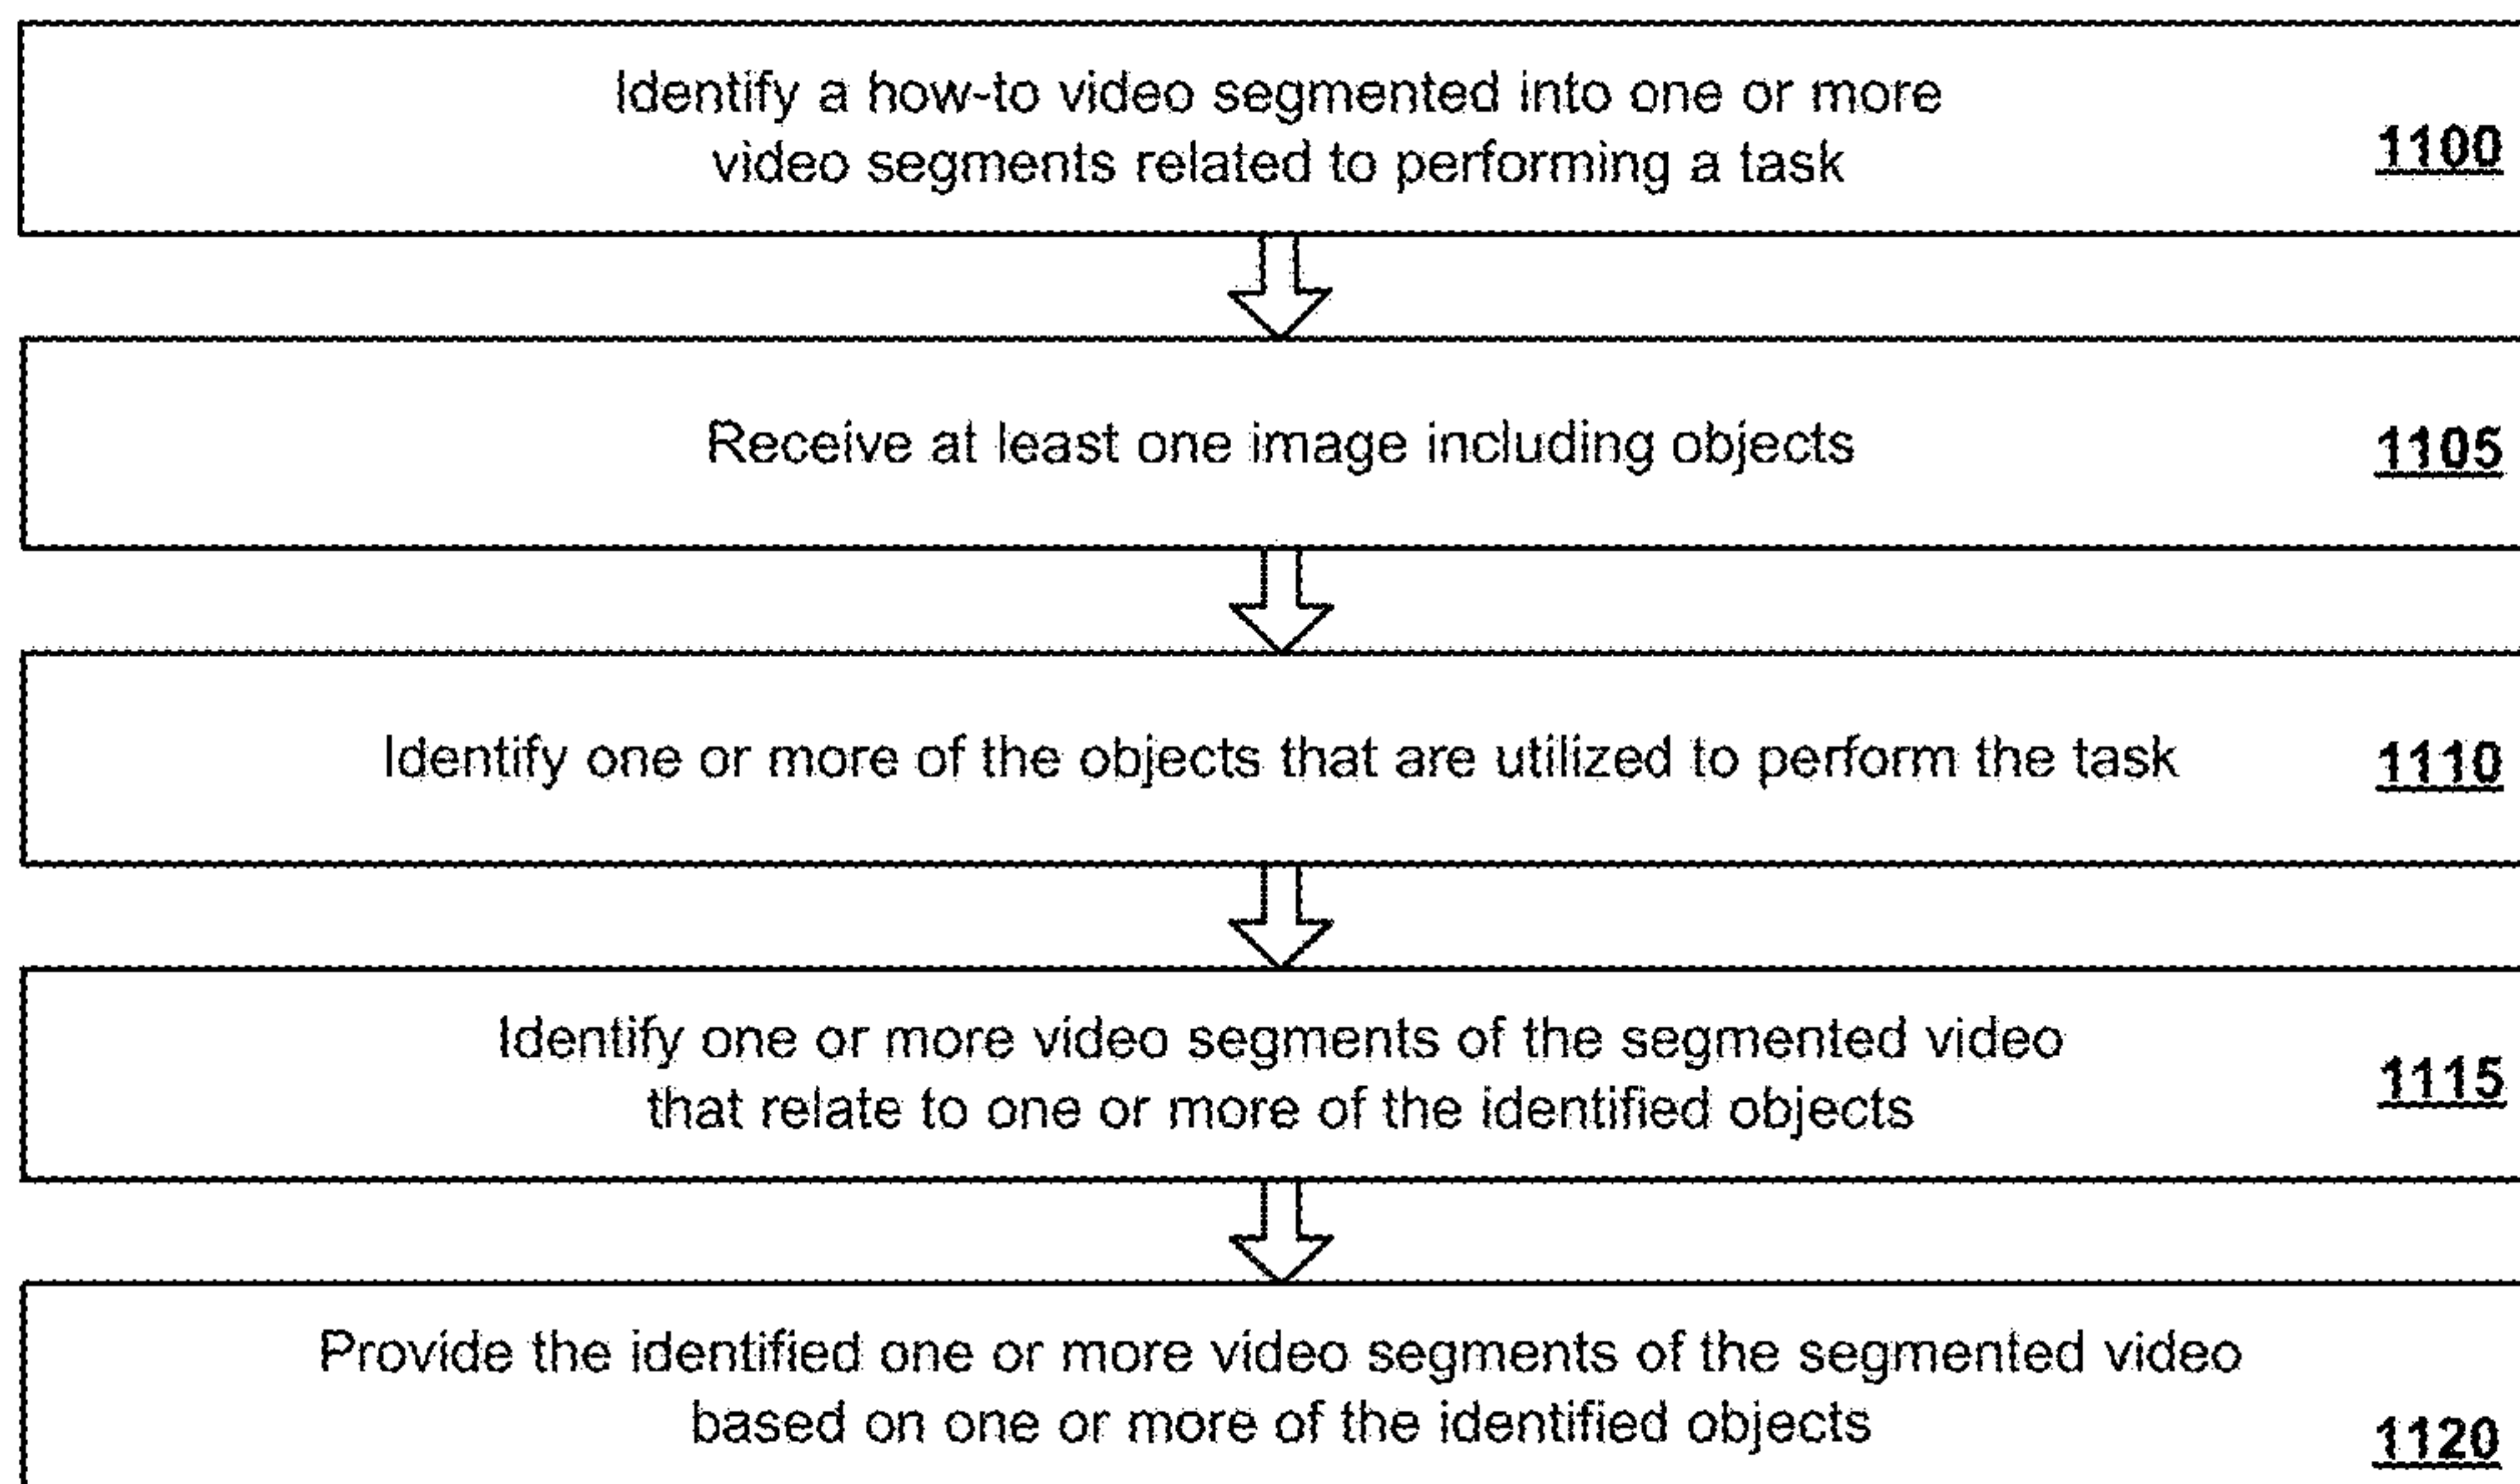 Identify a how-to video segmented into one or more
video segments related to performing a task
1100
Receive at least one image including objects
1105
Identify one or more of the objects that are utilized to perform the task
1110
Identify one or more video segments of the segmented video
that relate to one or more of the identified objects
1115
Provide the identified one or more video segments of the segmented video
based on one or more of the identified objects
1120